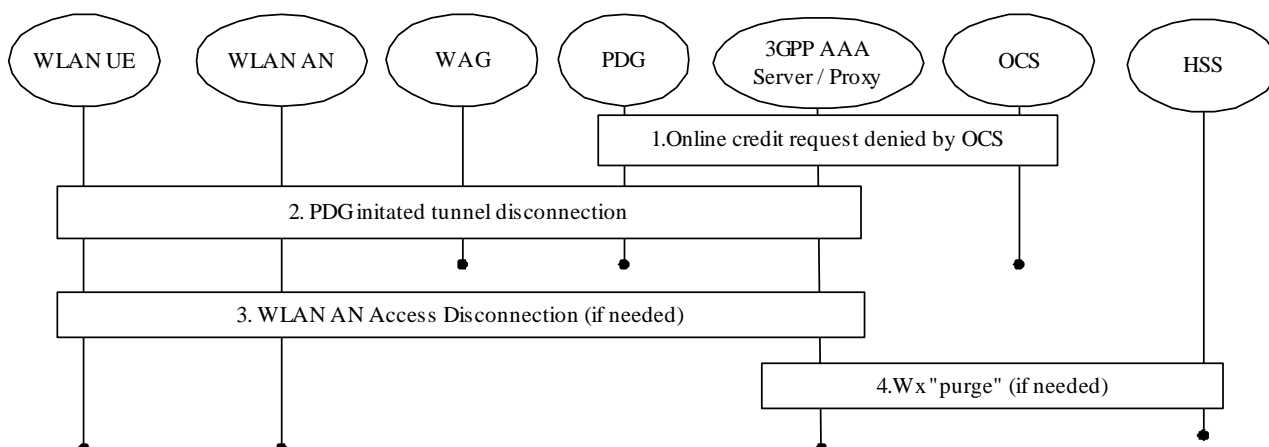 WLAN UE
WLAN AN
WAG
PDG
3GPP AAA
Server / Proxy
OCS
HSS
1.Online credit request denied by OCS
2. PDG initated tunnel disconnection
3. WLAN AN Access Disconnection (if needed)
4.Wx "purge" (if needed)